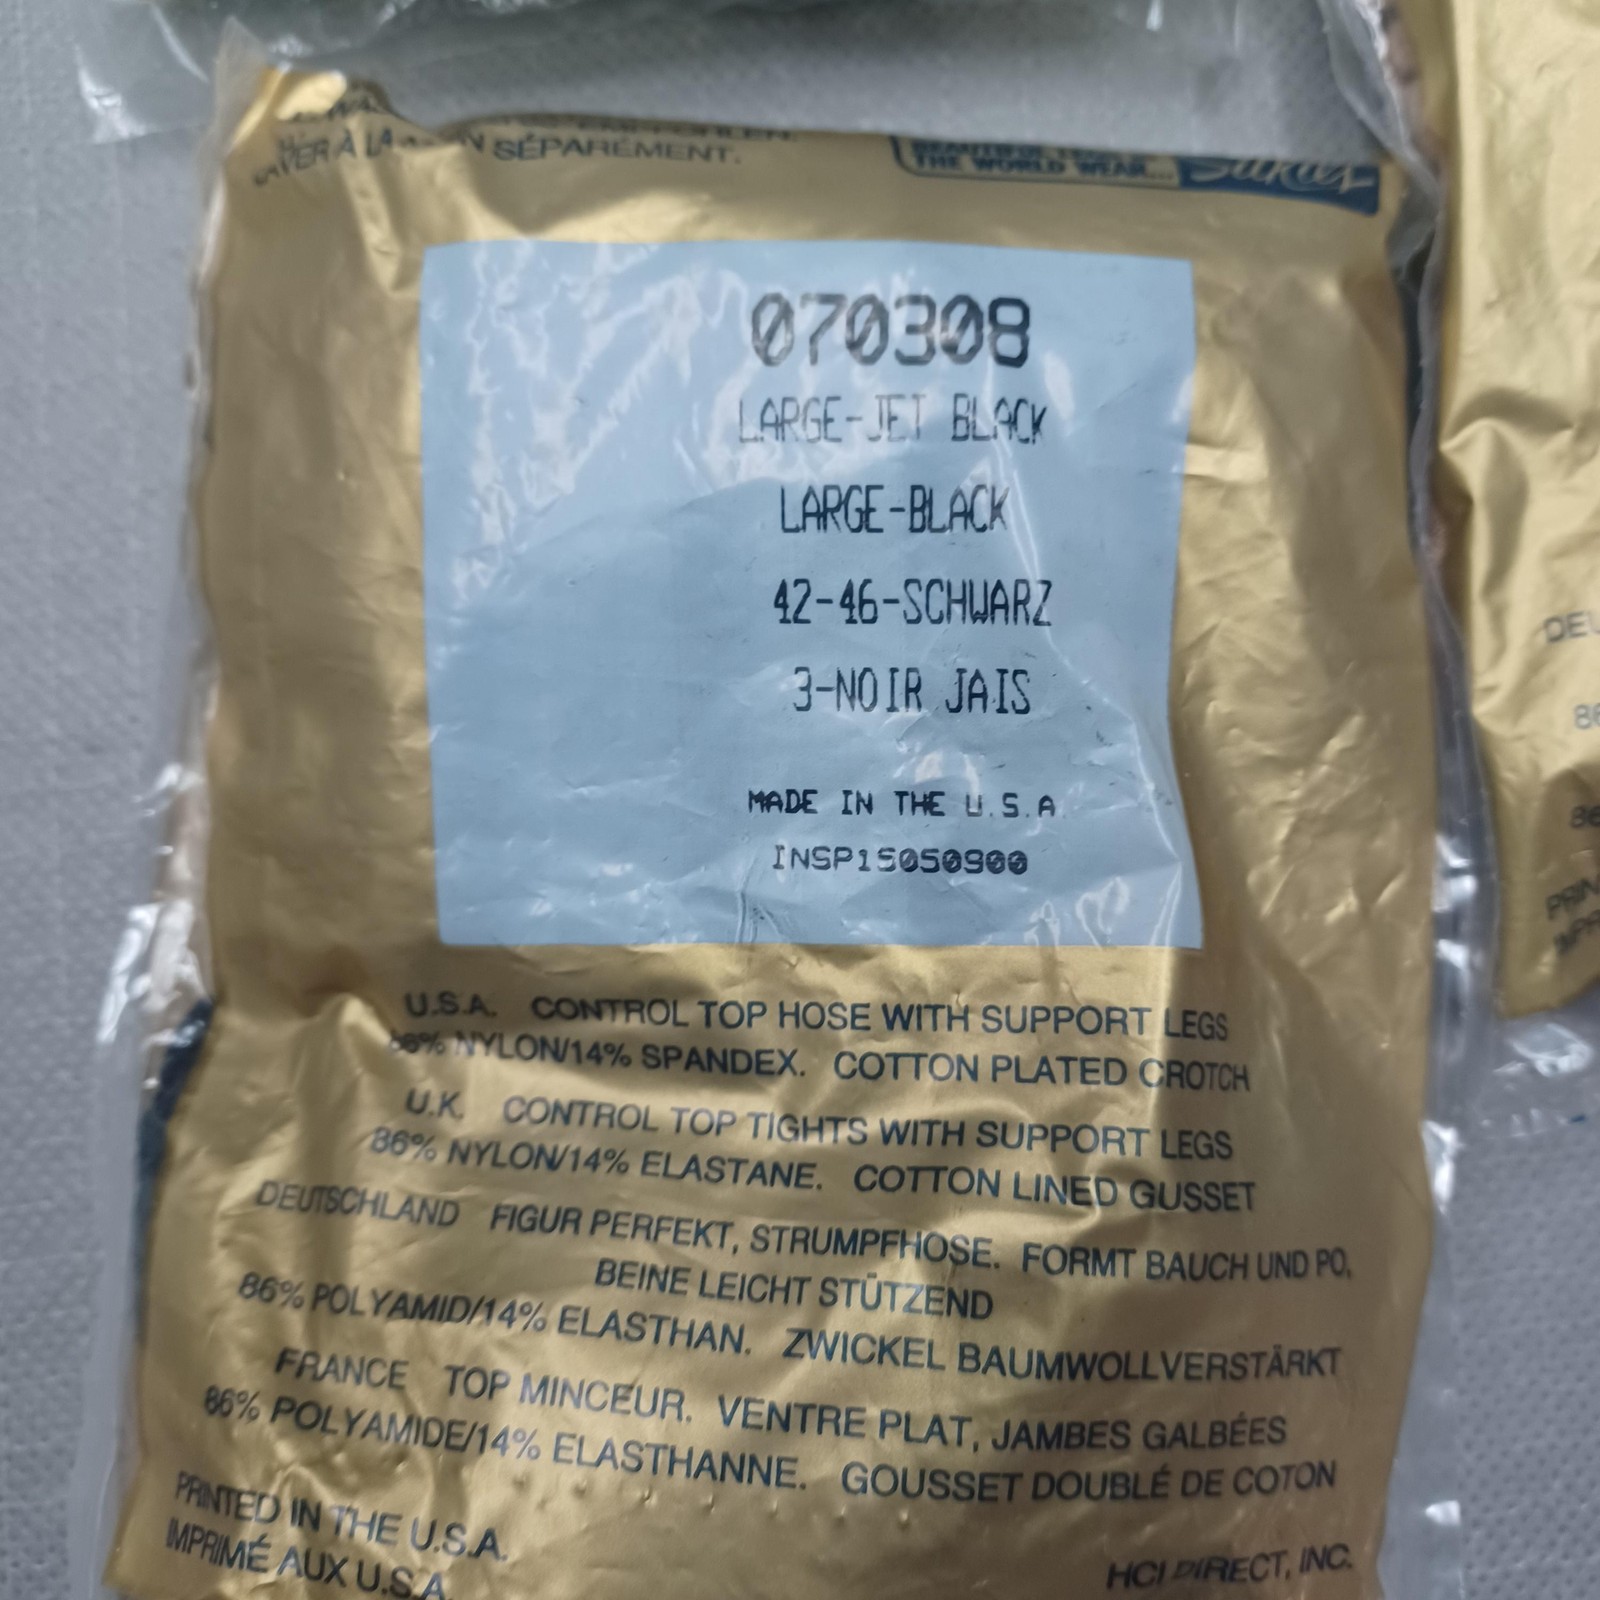 À LA
SÉPARÉMENT.
THE WORLD WEAR...
Silkies
070308
LARGE-JET BLACK
LARGE-BLACK
42-46-SCHWARZ
3-NOIR JAIS
MADE IN THE U.S.A
INSP15050900
U.S.A. CONTROL TOP HOSE WITH SUPPORT LEGS
86% NYLON/14% SPANDEX. COTTON PLATED CROTCH
U.K. CONTROL TOP TIGHTS WITH SUPPORT LEGS
86% NYLON/14% ELASTANE. COTTON LINED GUSSET
DEUTSCHLAND FIGUR PERFEKT, STRUMPFHOSE. FORMT BAUCH UND PO,
BEINE LEICHT STÜTZEND
86% POLYAMID/14% ELASTHAN. ZWICKEL BAUMWOLLVERSTÄRKT
FRANCE TOP MINCEUR. VENTRE PLAT, JAMBES GALBÉES
86% POLYAMIDE/14% ELASTHANNE. GOUSSET DOUBLÉ DE COTON
PRINTED IN THE U.S.A.
IMPRIMÉ AUX U.S.A.
HCI DIRECT, INC.